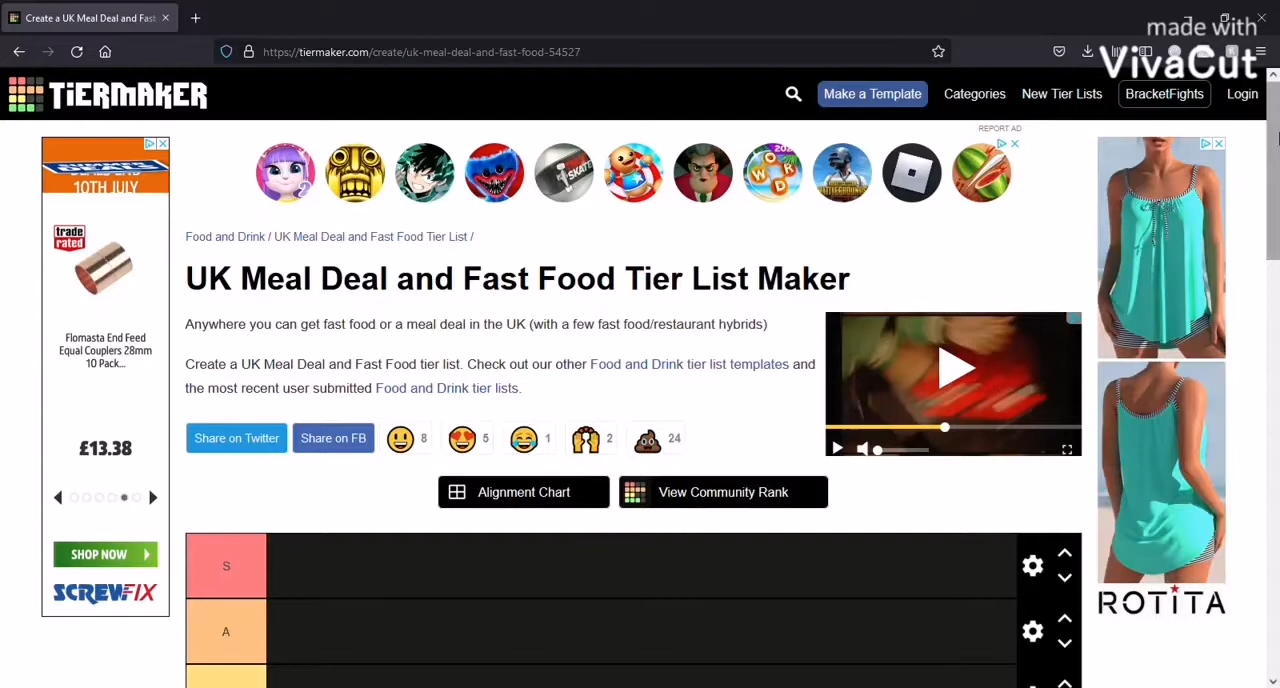 Create a UK Meal Deal and Fast
made with
VivaCut
https://tiermaker.com/create/uk-meal-deal-and-fast-food-54527
TiERMAKER
Make a Template
Categories
New Tier Lists
BracketFights
Login
REPORT AD
SUMMER
10TH JULY
trade
rated
Flomasta End Feed
Equal Couplers 28mm
10 Pack...
£13.38
SHOP NOW
SCREWFIX
2
SKATE
202
WORD
Food and Drink / UK Meal Deal and Fast Food Tier List /
UK Meal Deal and Fast Food Tier List Maker
Anywhere you can get fast food or a meal deal in the UK (with a few fast food/restaurant hybrids)
Create a UK Meal Deal and Fast Food tier list. Check out our other Food and Drink tier list templates and
the most recent user submitted Food and Drink tier lists.
Share on Twitter
Share on FB
8
5
1
2
24
Alignment Chart
View Community Rank
S
A
ROTITA